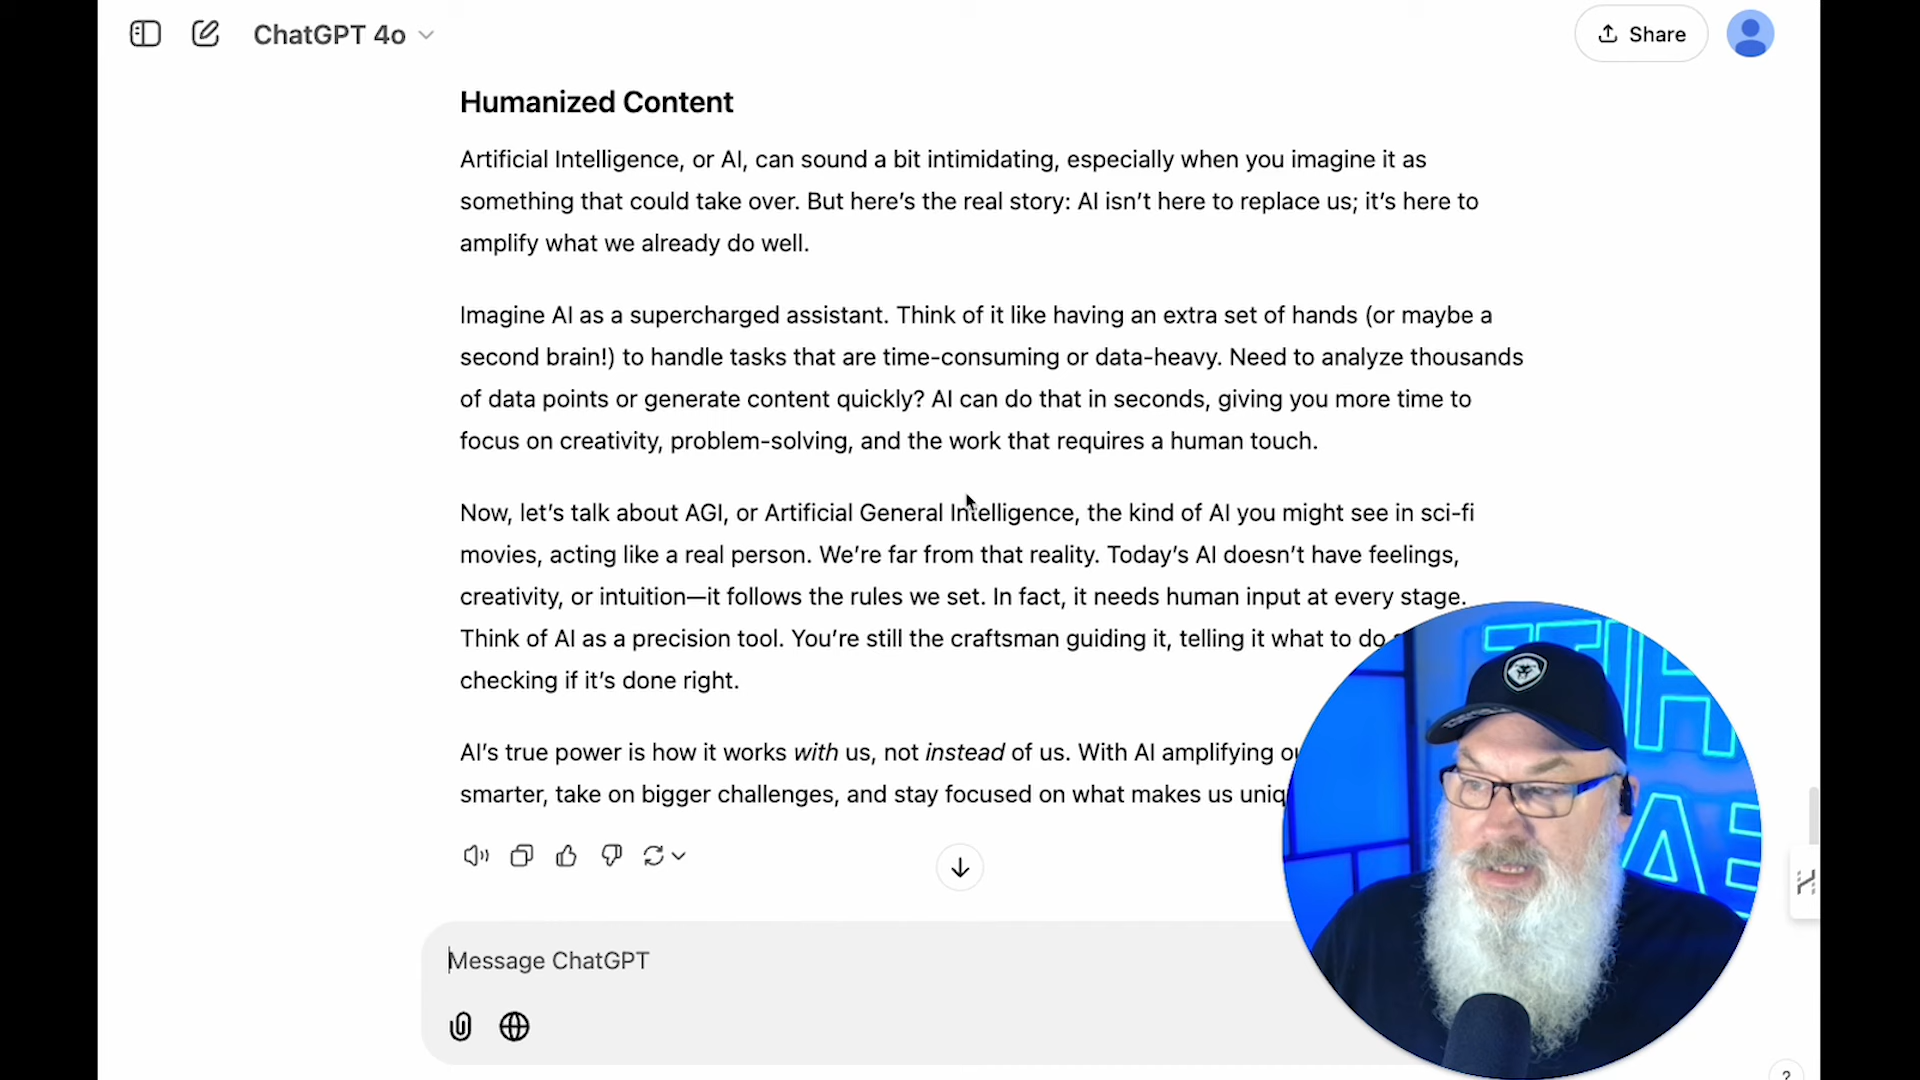 ChatGPT 4o
Share
Humanized Content
Artificial Intelligence, or AI, can sound a bit intimidating, especially when you imagine it as
something that could take over. But here’s the real story: AI isn’t here to replace us; it’s here to
amplify what we already do well.
Imagine AI as a supercharged assistant. Think of it like having an extra set of hands (or maybe a
second brain!) to handle tasks that are time-consuming or data-heavy. Need to analyze thousands
of data points or generate content quickly? AI can do that in seconds, giving you more time to
focus on creativity, problem-solving, and the work that requires a human touch.
Now, let’s talk about AGI, or Artificial General Intelligence, the kind of AI you might see in sci-fi
movies, acting like a real person. We’re far from that reality. Today’s AI doesn’t have feelings,
creativity, or intuition—it follows the rules we set. In fact, it needs human input at every stage.
Think of AI as a precision tool. You’re still the craftsman guiding it, telling it what to do
checking if it’s done right.
AI’s true power is how it works with us, not instead of us. With AI amplifying
smarter, take on bigger challenges, and stay focused on what makes us
Message ChatGPT
?